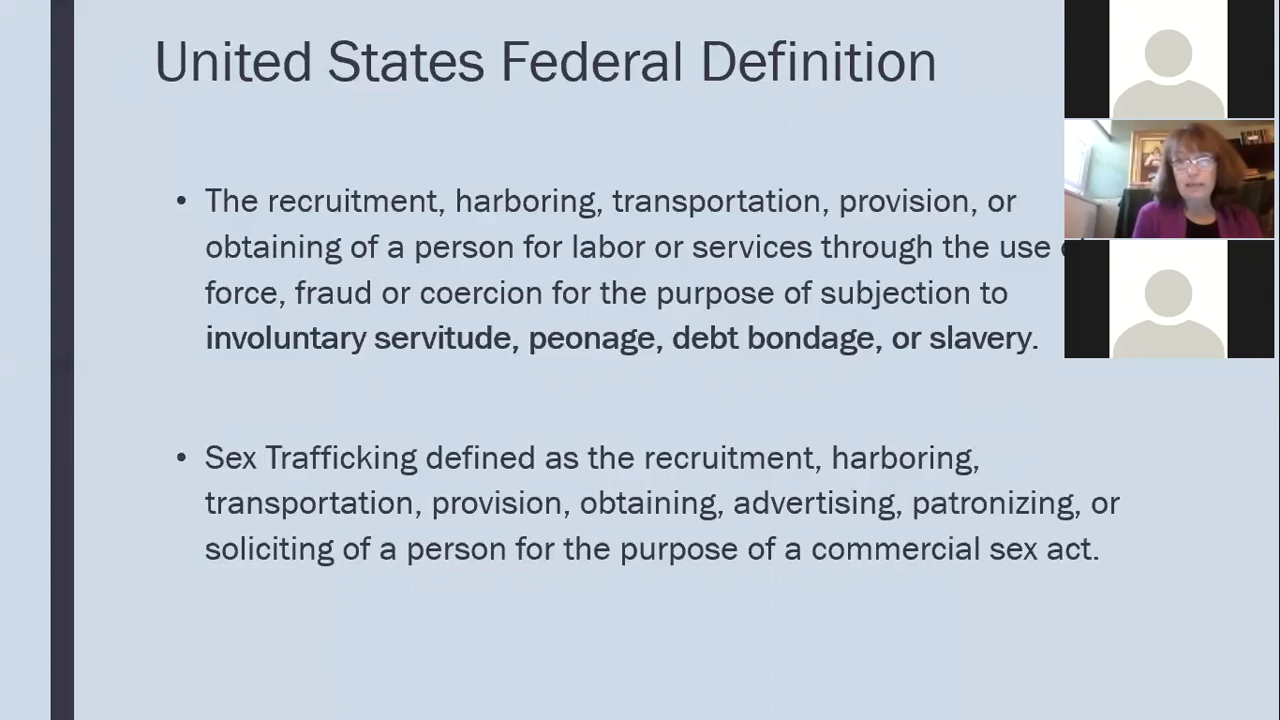 United States Federal Definition
• The recruitment, harboring, transportation, provision, or
obtaining of a person for labor or services through the use
force, fraud or coercion for the purpose of subjection to
involuntary servitude, peonage, debt bondage, or slavery.
• Sex Trafficking defined as the recruitment, harboring,
transportation, provision, obtaining, advertising, patronizing, or
soliciting of a person for the purpose of a commercial sex act.